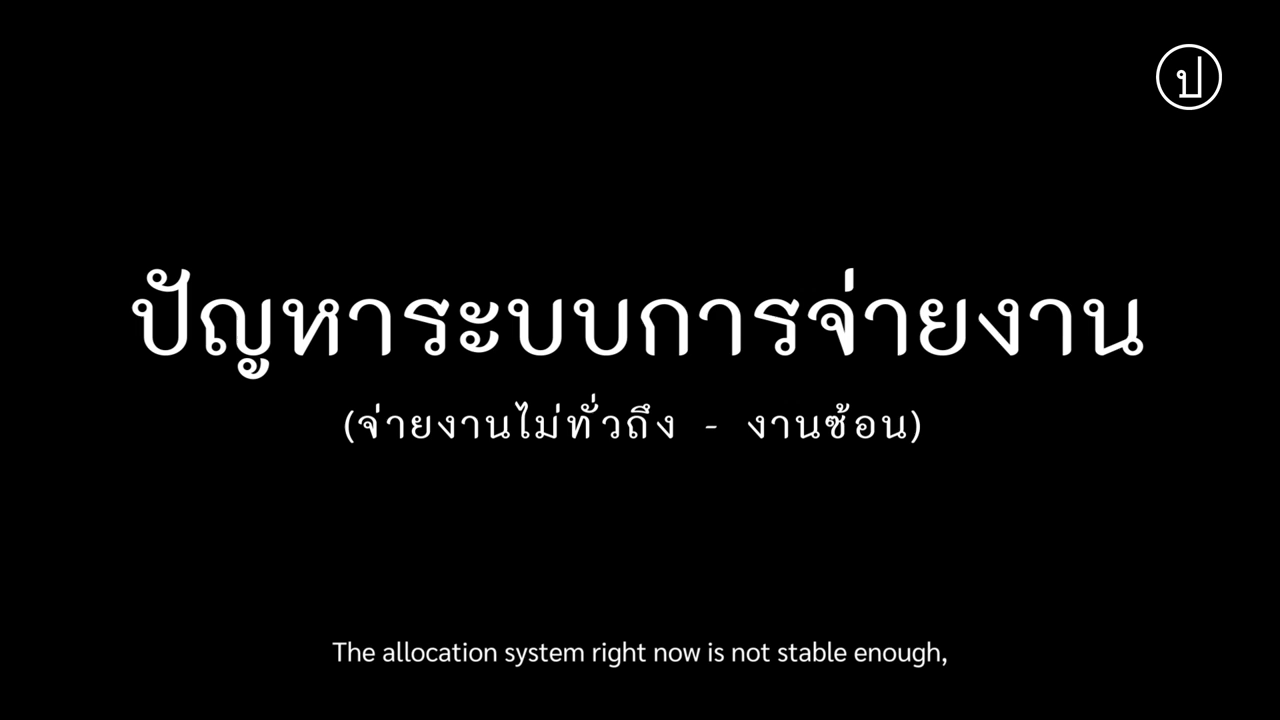 ป
ปัญหาระบบการจ่ายงาน
(จ่ายงานไม่ทั่วถึง - งานซ้อน)
The allocation system right now is not stable enough,